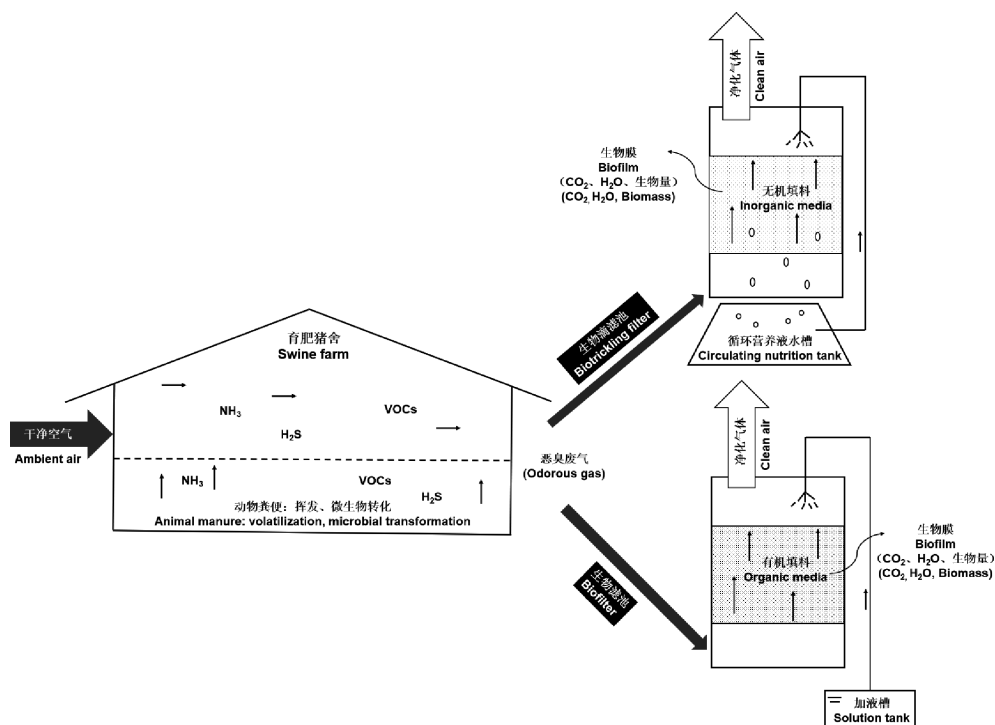 净化气体
Clean air
生物膜
Biofilm
(CO₂、H₂O、生物量)
(CO₂, H₂O, Biomass)
无机填料
Inorganic media
循环营养液水槽
Circulating nutrition tank
生物滴滤池
Biotrickling filter
育肥猪舍
Swine farm
NH₃
VOCs
H₂S
干净空气
Ambient air
NH₃
VOCs
H₂S
动物粪便：挥发、微生物转化
Animal manure: volatilization, microbial transformation
恶臭废气
(Odorous gas)
生物滤池
Biofilter
净化气体
Clean air
有机填料
Organic media
生物膜
Biofilm
(CO₂、H₂O、生物量)
(CO₂, H₂O, Biomass)
加液槽
Solution tank